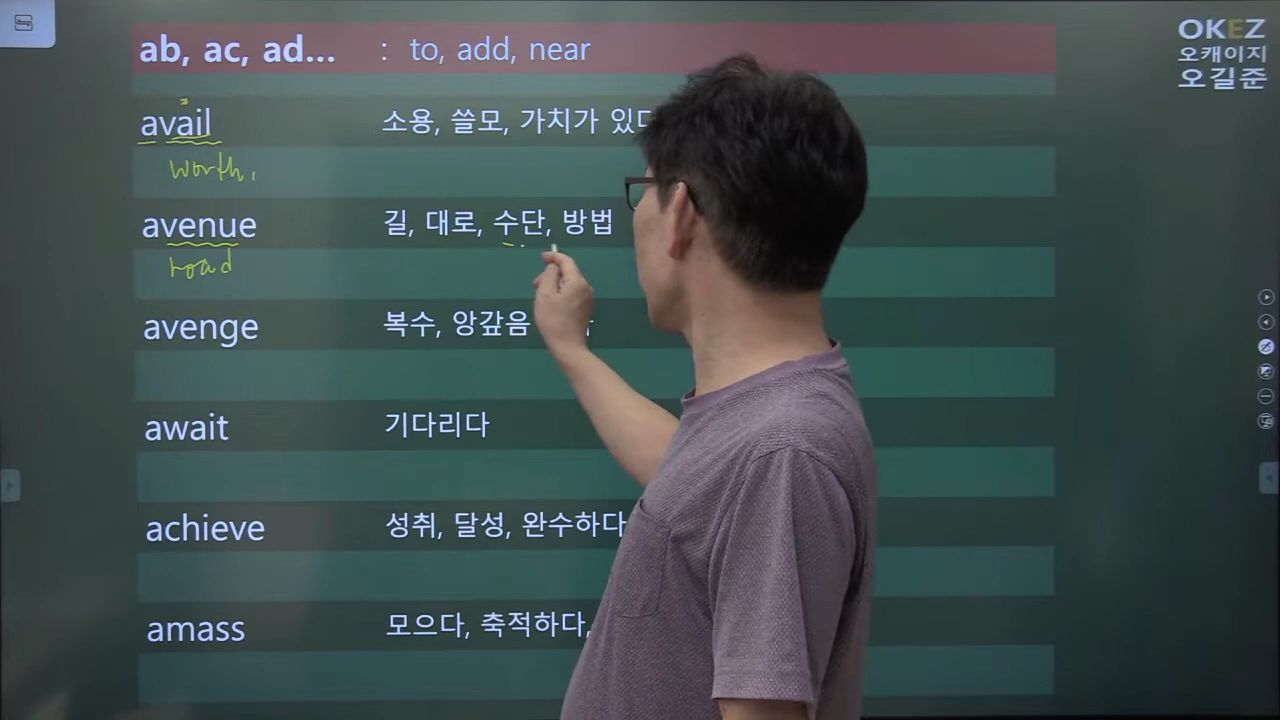 ab, ac, ad... : to, add, near
OKEZ
오캐이지
오길준
avail 소용, 쓸모, 가치가 있다
worth,
avenue 길, 대로, 수단, 방법
road
avenge 복수, 앙갚음
await 기다리다
achieve 성취, 달성, 완수하다
amass 모으다, 축적하다,